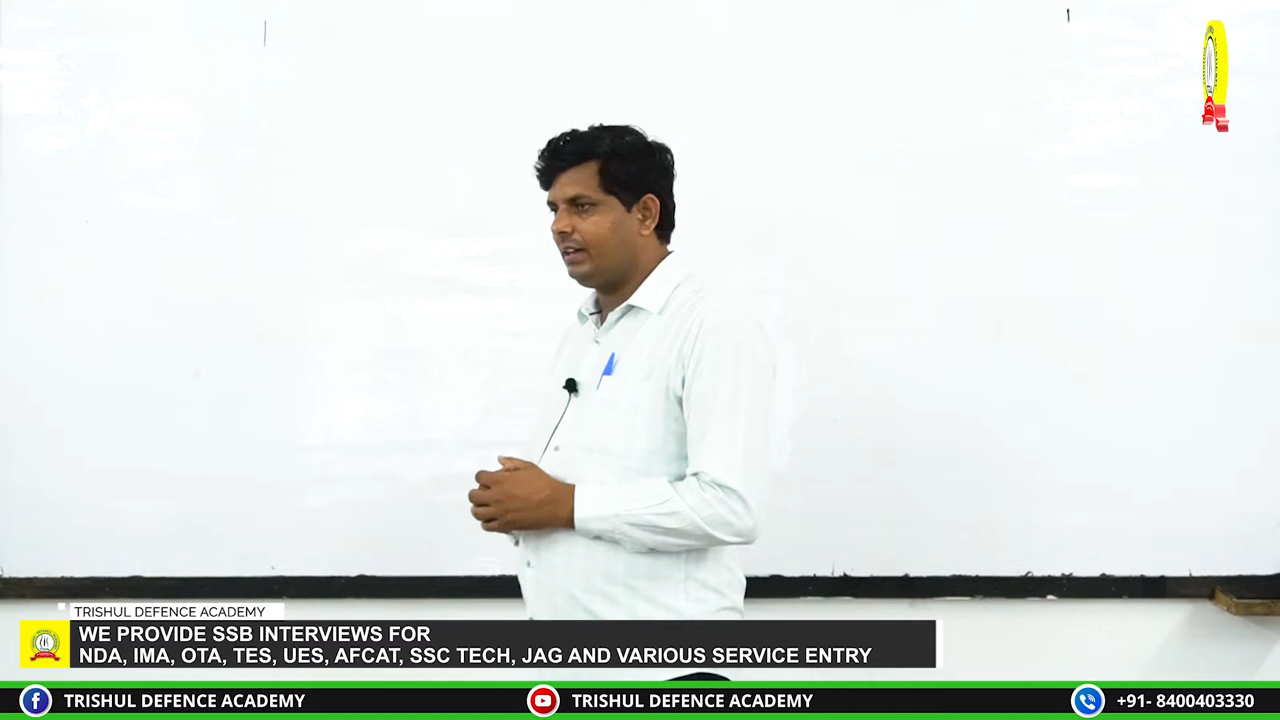 TRISHUL DEFENCE ACADEMY
WE PROVIDE SSB INTERVIEWS FOR
NDA, IMA, OTA, TES, UES, AFCAT, SSC TECH, JAG AND VARIOUS SERVICE ENTRY
TRISHUL DEFENCE ACADEMY
TRISHUL DEFENCE ACADEMY
+91- 8400403330